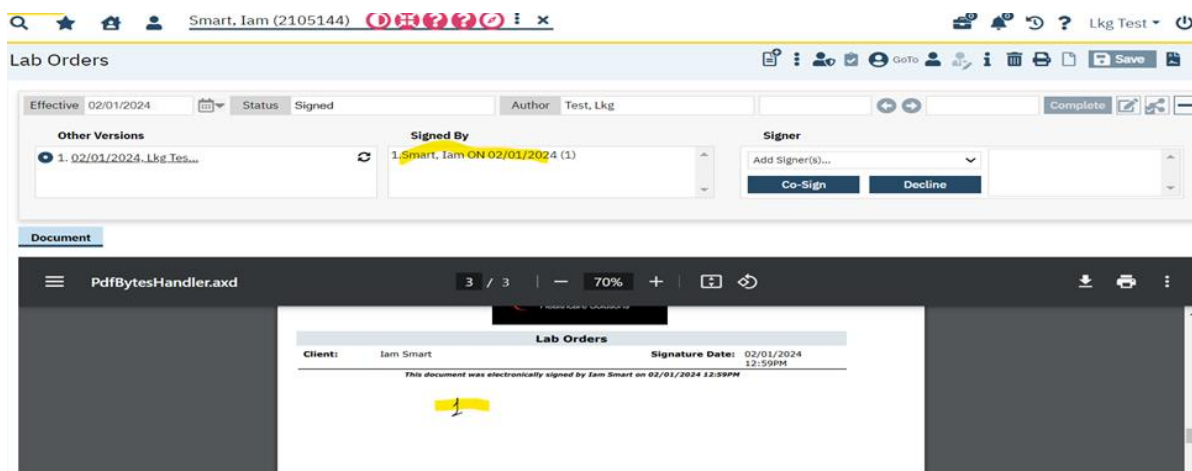 Smart, Iam (2105144)
Lkg Test
Lab Orders
GoTo
Save
Effective 02/01/2024 Status Signed Author Test, Lkg Complete
Other Versions Signed By Signer
1. 02/01/2024, Lkg Tes... 1.Smart, Iam ON 02/01/2024 (1) Add Signer(s)...
Co-Sign Decline
Document
PdfBytesHandler.axd 3 / 3 70%
Healthcare Solutions
Lab Orders
Client: Iam Smart Signature Date: 02/01/2024
12:59PM
This document was electronically signed by Iam Smart on 02/01/2024 12:59PM
1